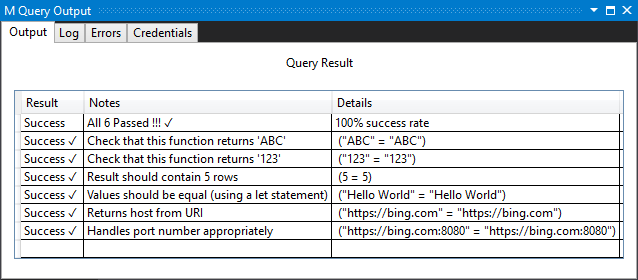 M Query Output
Output Log Errors Credentials
Query Result
Result Notes Details
Success All 6 Passed !!! ✓ 100% success rate
Success ✓ Check that this function returns 'ABC' ("ABC" = "ABC")
Success ✓ Check that this function returns '123' ("123" = "123")
Success ✓ Result should contain 5 rows (5 = 5)
Success ✓ Values should be equal (using a let statement) ("Hello World" = "Hello World")
Success ✓ Returns host from URI ("https://bing.com" = "https://bing.com")
Success ✓ Handles port number appropriately ("https://bing.com:8080" = "https://bing.com:8080")